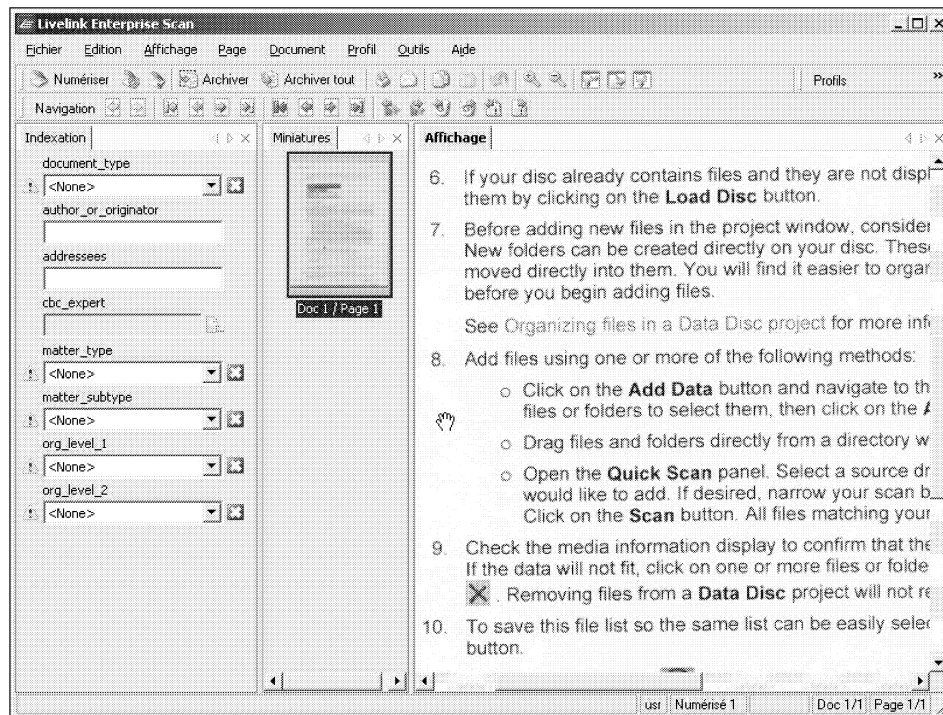 Livelink Enterprise Scan
Fichier Edition Affichage Page Document Profil Outils Aide
Numériser Archiver Archiver tout Profils
Navigation
Indexation
document_type
<None>
author_or_originator
addressees
cbc_expert
matter_type
<None>
matter_subtype
<None>
org_level_1
<None>
org_level_2
<None>
Miniatures
Doc 1 / Page 1
Affichage
6. If your disc already contains files and they are not displ
them by clicking on the Load Disc button.
7. Before adding new files in the project window, consider
New folders can be created directly on your disc. Thes
moved directly into them. You will find it easier to organ
before you begin adding files.
See Organizing files in a Data Disc project for more inf
8. Add files using one or more of the following methods:
○ Click on the Add Data button and navigate to th
files or folders to select them, then click on the A
○ Drag files and folders directly from a directory w
○ Open the Quick Scan panel. Select a source dr
would like to add. If desired, narrow your scan b
Click on the Scan button. All files matching your
9. Check the media information display to confirm that the
If the data will not fit, click on one or more files or folde
. Removing files from a Data Disc project will not re
10. To save this file list so the same list can be easily selec
button.
usr Numérisé 1 Doc 1/1 Page 1/1